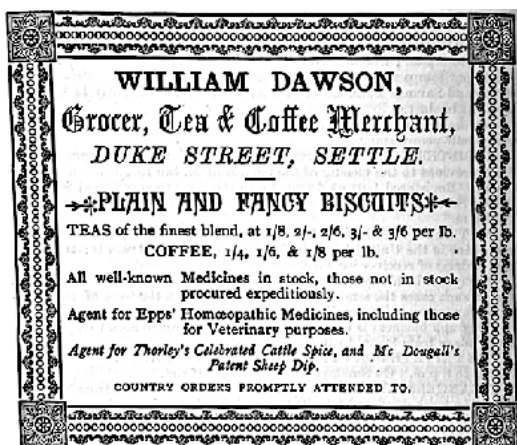 WILLIAM DAWSON,
Grocer, Tea & Coffee Merchant,
DUKE STREET, SETTLE.
PLAIN AND FANCY BISCUITS
TEAS of the finest blend, at 1/8, 2/-, 2/6, 3/- & 3/6 per lb.
COFFEE, 1/4, 1/6, & 1/8 per lb.
All well-known Medicines in stock, those not in stock
procured expeditiously.
Agent for Epps' Homœopathic Medicines, including those
for Veterinary purposes.
Agent for Thorley's Celebrated Cattle Spice, and Mc Dougall's
Patent Sheep Dip.
COUNTRY ORDERS PROMPTLY ATTENDED TO.